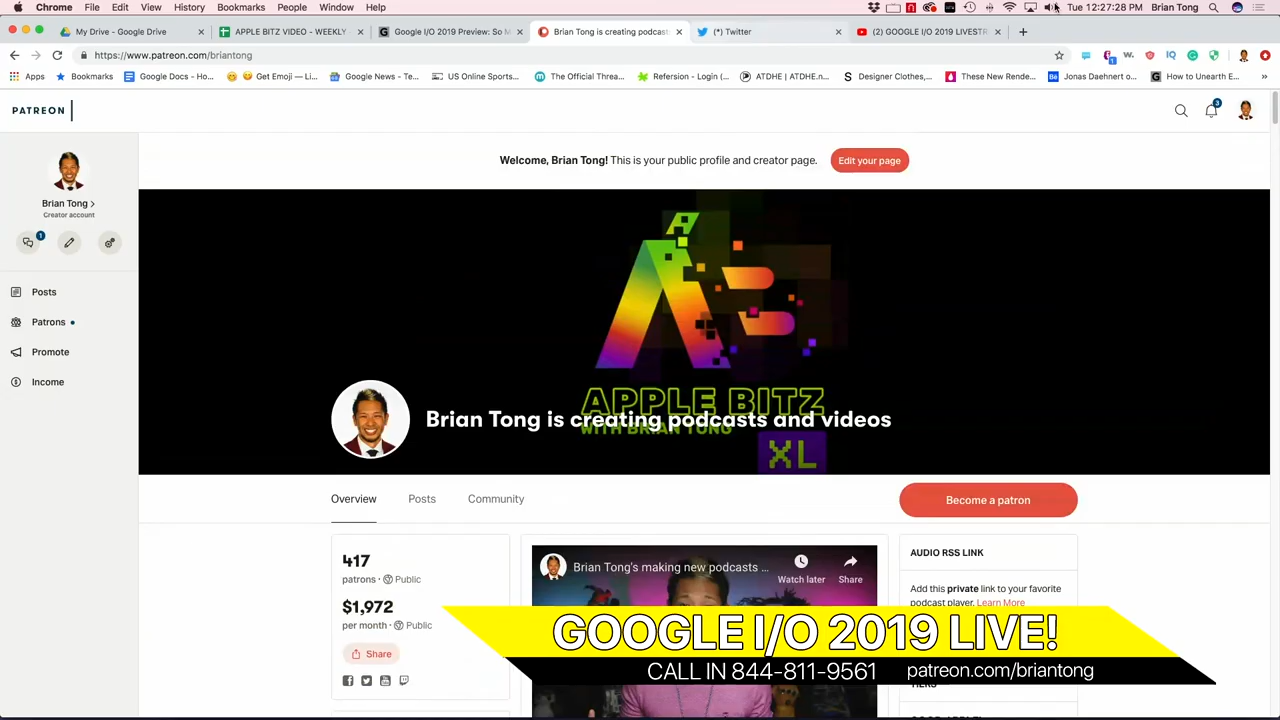 Chrome File Edit View History Bookmarks People Window Help Tue 12:27:28 PM Brian Tong
My Drive - Google Drive APPLE BITZ VIDEO - WEEKLY Google I/O 2019 Preview: So M Brian Tong is creating podcast (*) Twitter (2) GOOGLE I/O 2019 LIVESTR
https://www.patreon.com/briantong
Apps Bookmarks Google Docs - Ho... Get Emoji — Li... Google News - Te... US Online Sports... The Official Threa... Refersion - Login (... ATDHE | ATDHE.n... Designer Clothes,... These New Rende... Jonas Daehnert o... How to Unearth E...
PATREON
3
Welcome, Brian Tong! This is your public profile and creator page. Edit your page
Brian Tong
Creator account
1
Posts
Patrons
Promote
Income
APPLE BITZ
WITH BRIAN TONG
XL
Brian Tong is creating podcasts and videos
Overview Posts Community Become a patron
417
patrons · Public
$1,972
per month · Public
Share
Brian Tong's making new podcasts ...
Watch later Share
AUDIO RSS LINK
Add this private link to your favorite
podcast player. Learn More
GOOGLE I/O 2019 LIVE!
CALL IN 844-811-9561 patreon.com/briantong